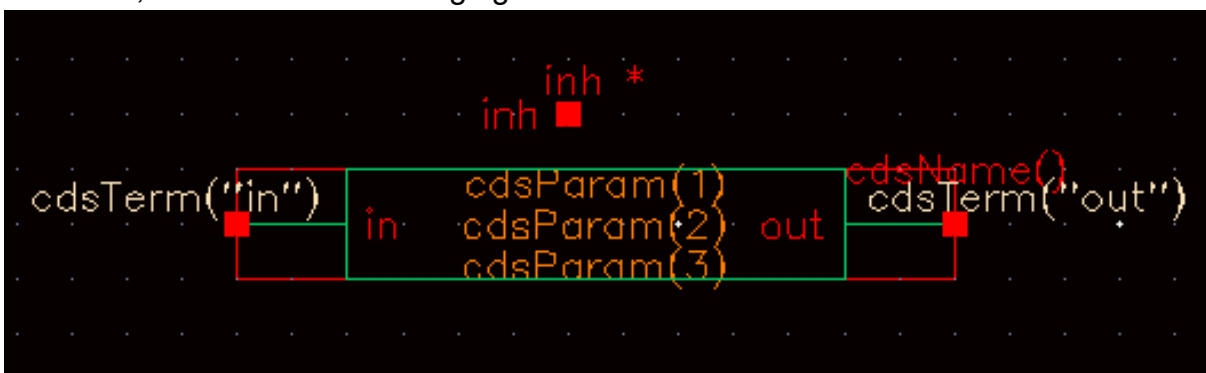 inh *
inh
cdsName()
cdsTerm("in")
cdsParam(1)
cdsTerm("out")
in
cdsParam(2)
out
cdsParam(3)